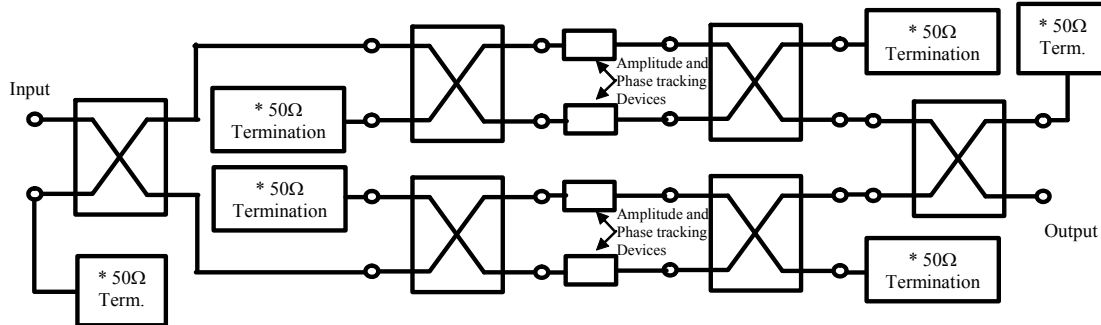 * 50Ω
Termination
* 50Ω
Term.
Input
Amplitude and
Phase tracking
Devices
* 50Ω
Termination
* 50Ω
Termination
Amplitude and
Phase tracking
Devices
Output
* 50Ω
Term.
* 50Ω
Termination